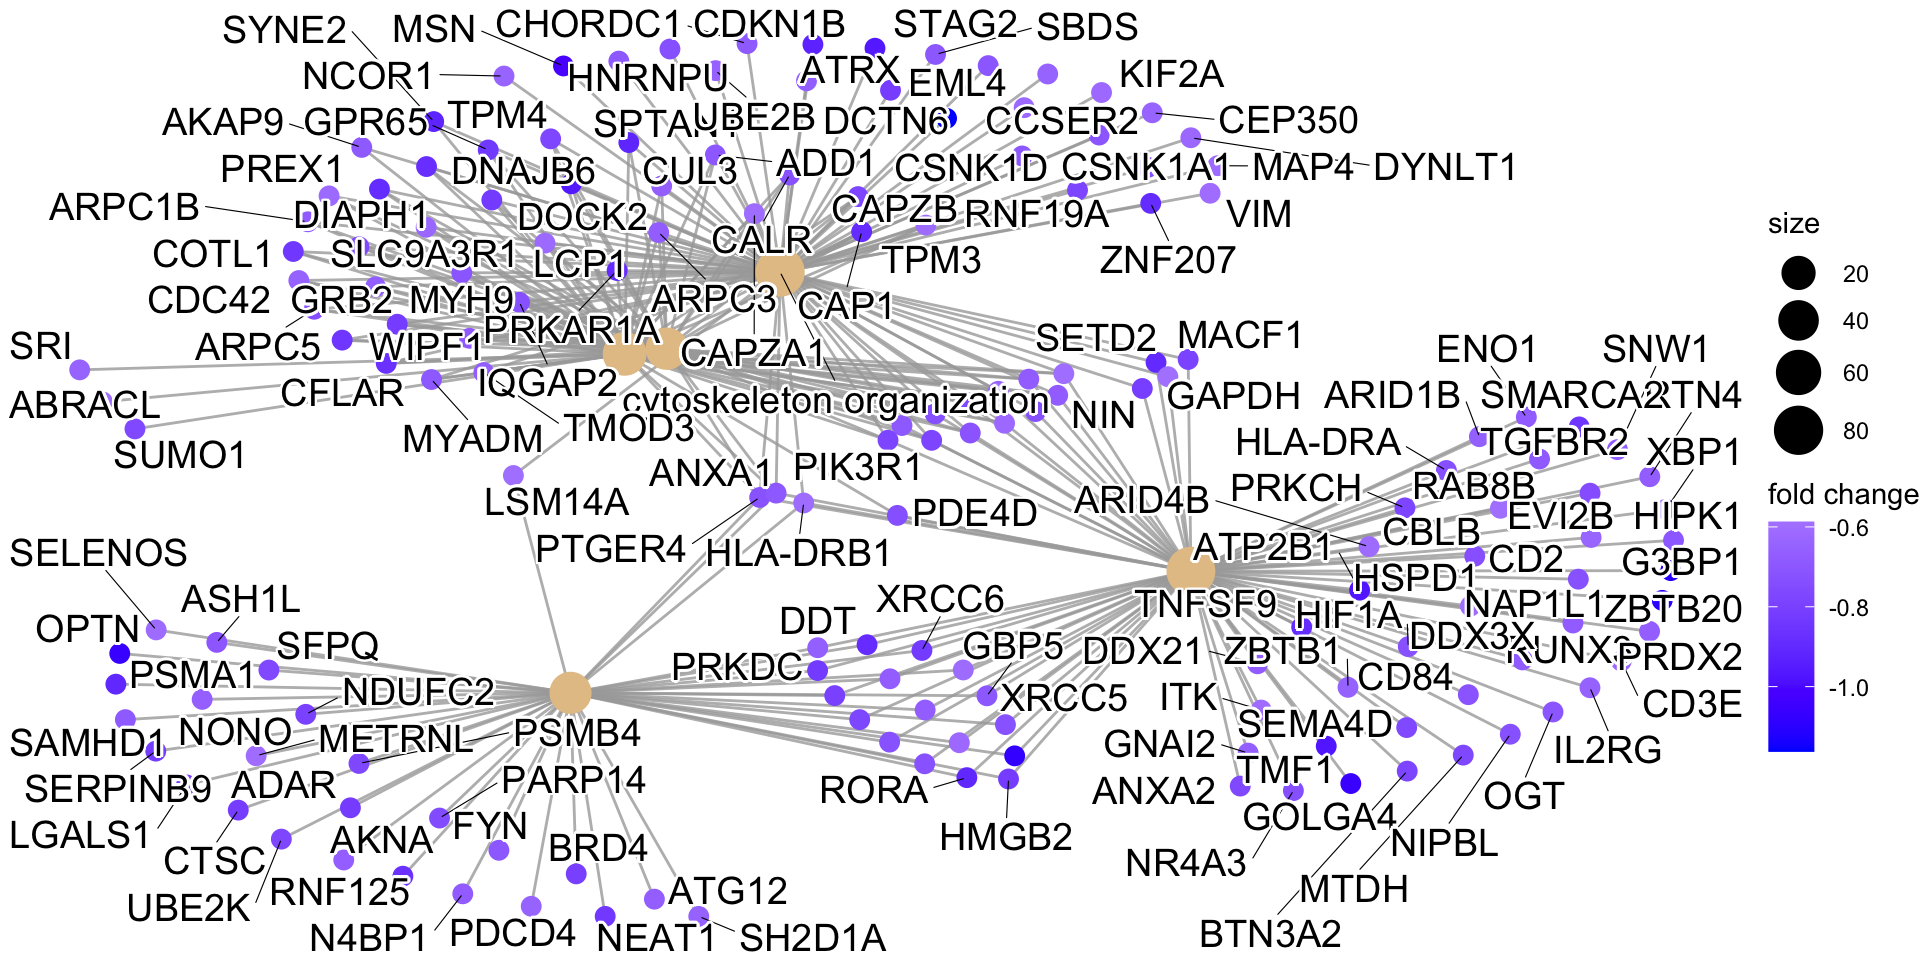 SYNE2
MSN
CHORDC1
CDKN1B
STAG2
SBDS
NCOR1
HNRNPU
ATRX
EML4
KIF2A
AKAP9
GPR65
TPM4
UBE2B
DCTN6
CCSER2
CEP350
PREX1
DNAJB6
CUL3
ADD1
CSNK1D
CSNK1A1
MAP4
DYNLT1
ARPC1B
DIAPH1
DOCK2
CAPZB
RNF19A
VIM
COTL1
SLC9A3R1
LCP1
CALR
TPM3
ZNF207
CDC42
GRB2
MYH9
ARPC3
CAP1
SRI
ARPC5
WIPF1
PRKAR1A
CAPZA1
SETD2
MACF1
ABRACL
CFLAR
IQGAP2
cytoskeleton organization
NIN
GAPDH
SUMO1
MYADM
TMOD3
ANXA1
PIK3R1
LSM14A
PTGER4
HLA-DRB1
PDE4D
ENO1
SNW1
ARID1B
SMARCA2
RTN4
HLA-DRA
TGFBR2
XBP1
ARID4B
PRKCH
RAB8B
EVI2B
HIPK1
ATP2B1
CBLB
CD2
G3BP1
TNFSF9
HSPD1
NAP1L1
ZBTB20
HIF1A
DDX3X
PRDX2
DDX21
ZBTB1
CD84
CD3E
ITK
SEMA4D
IL2RG
GNAI2
TMF1
OGT
ANXA2
GOLGA4
NIPBL
NR4A3
MTDH
BTN3A2
SELENOS
ASH1L
OPTN
SFPQ
PSMA1
NDUFC2
SAMHD1
NONO
METRNL
PSMB4
SERPINB9
ADAR
PARP14
LGALS1
AKNA
FYN
CTSC
BRD4
UBE2K
RNF125
ATG12
N4BP1
PDCD4
NEAT1
SH2D1A
DDT
XRCC6
PRKDC
GBP5
XRCC5
RORA
HMGB2
size
20
40
60
80
fold change
-0.6
-0.8
-1.0